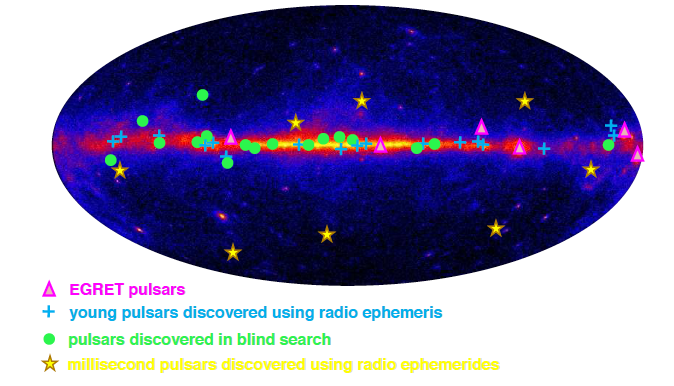 EGRET pulsars
young pulsars discovered using radio ephemeris
pulsars discovered in blind search
millisecond pulsars discovered using radio ephemerides